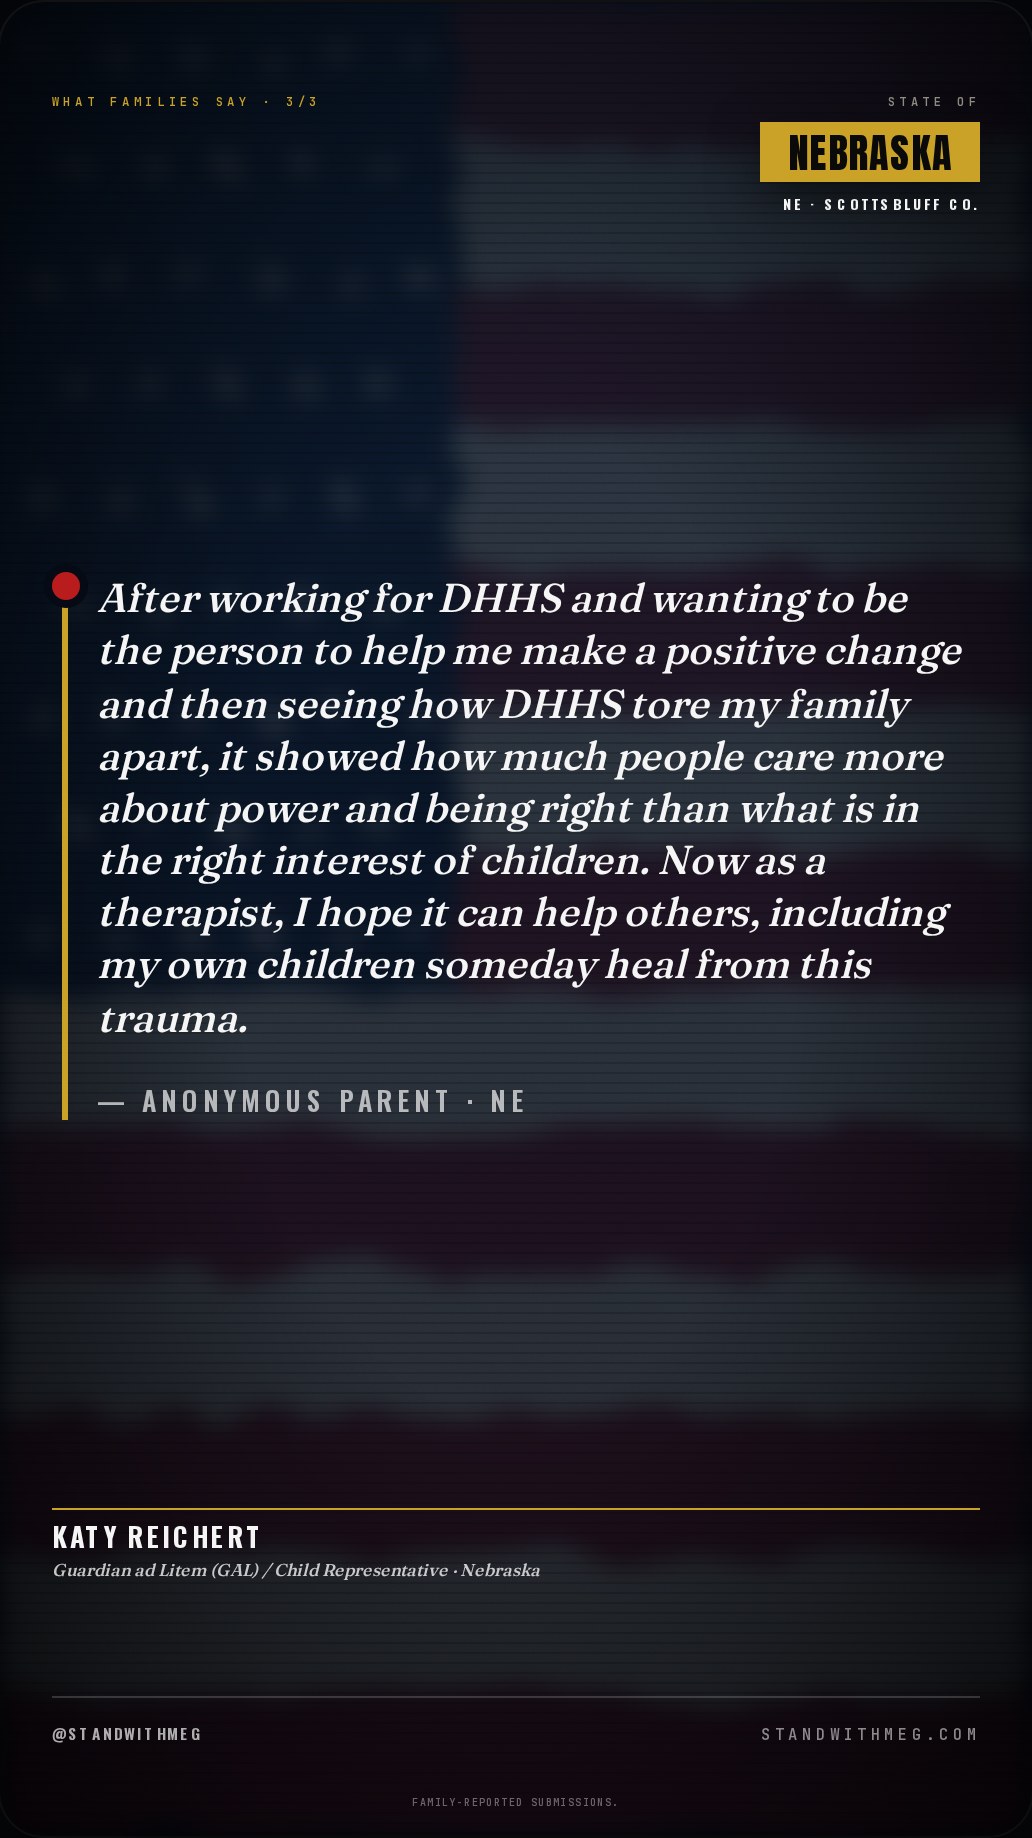 WHAT FAMILIES SAY · 3/3
STATE OF
NEBRASKA
NE · SCOTTSBLUFF CO.
After working for DHHS and wanting to be
the person to help me make a positive change
and then seeing how DHHS tore my family
apart, it showed how much people care more
about power and being right than what is in
the right interest of children. Now as a
therapist, I hope it can help others, including
my own children someday heal from this
trauma.
— ANONYMOUS PARENT · NE
KATY REICHERT
Guardian ad Litem (GAL) / Child Representative · Nebraska
@STANDWITHMEG
STANDWITHMEG.COM
FAMILY-REPORTED SUBMISSIONS.